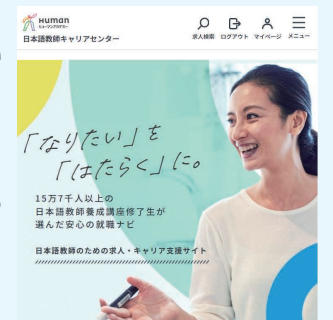 Human
ヒューマンアカデミー
日本語教師キャリアセンター
求人検索 ログアウト マイページ メニュー
「なりたい」を
「はたらく」に。
15万7千人以上の
日本語教師養成講座修了生が
選んだ安心の就職ナビ
日本語教師のための求人・キャリア支援サイト